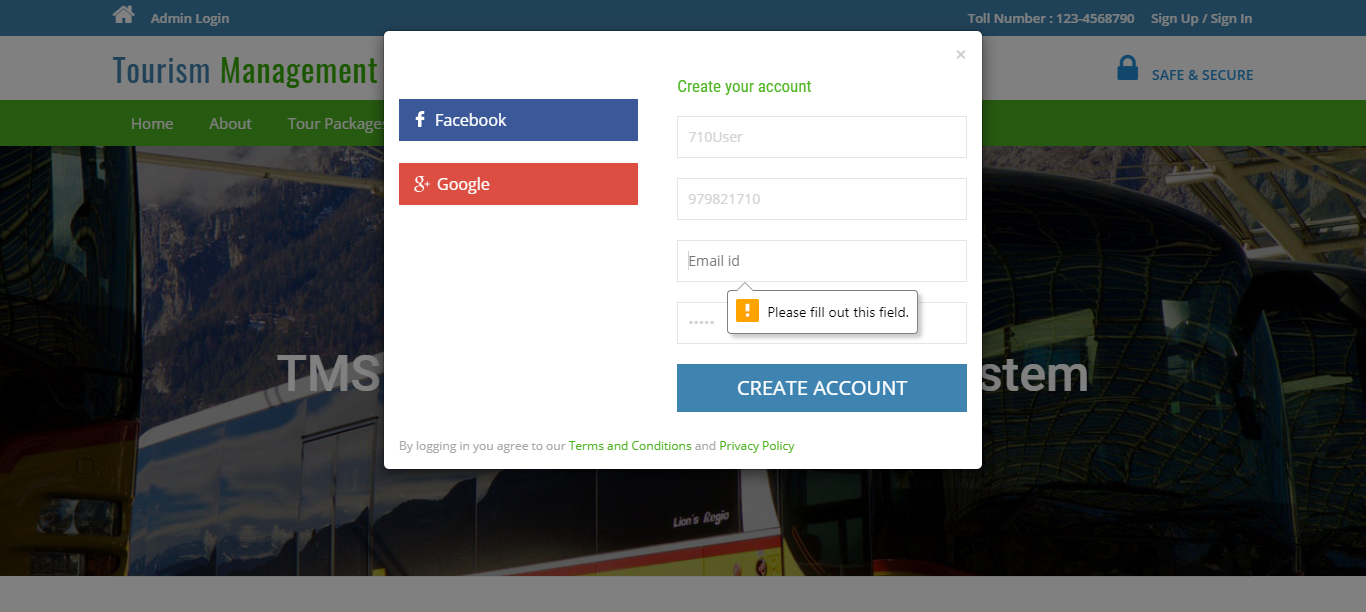 Admin Login
Toll Number : 123-4568790 Sign Up / Sign In
Tourism Management
SAFE & SECURE
Home About Tour Packages
×
Create your account
Facebook
Google
710User
979821710
Email id
Please fill out this field.
•••••
CREATE ACCOUNT
TMS
stem
By logging in you agree to our Terms and Conditions and Privacy Policy
Lion's Regio